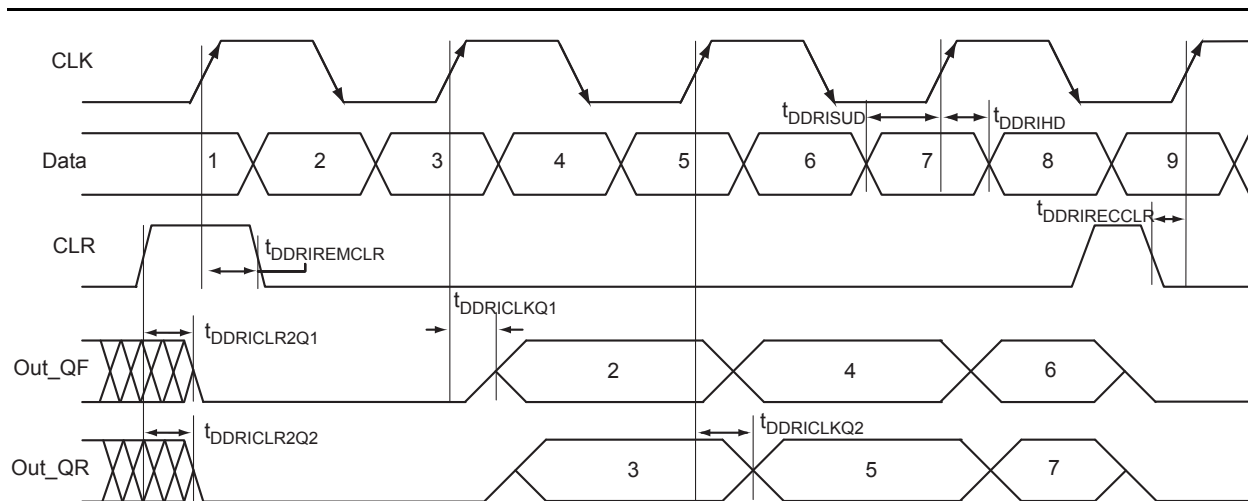 CLK
tDDRISUD
tDDRIHD
Data
1 2 3 4 5 6 7 8 9
CLR
tDDRIREMCLR
tDDRIRECCLR
tDDRICLKQ1
tDDRICLR2Q1
Out_QF
2 4 6
tDDRICLR2Q2
tDDRICLKQ2
Out_QR
3 5 7